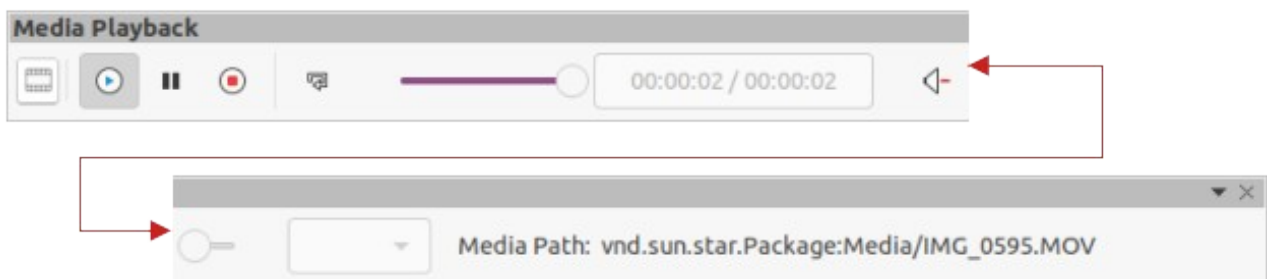 Media Playback
00:00:02 / 00:00:02
Media Path: vnd.sun.star.Package:Media/IMG_0595.MOV